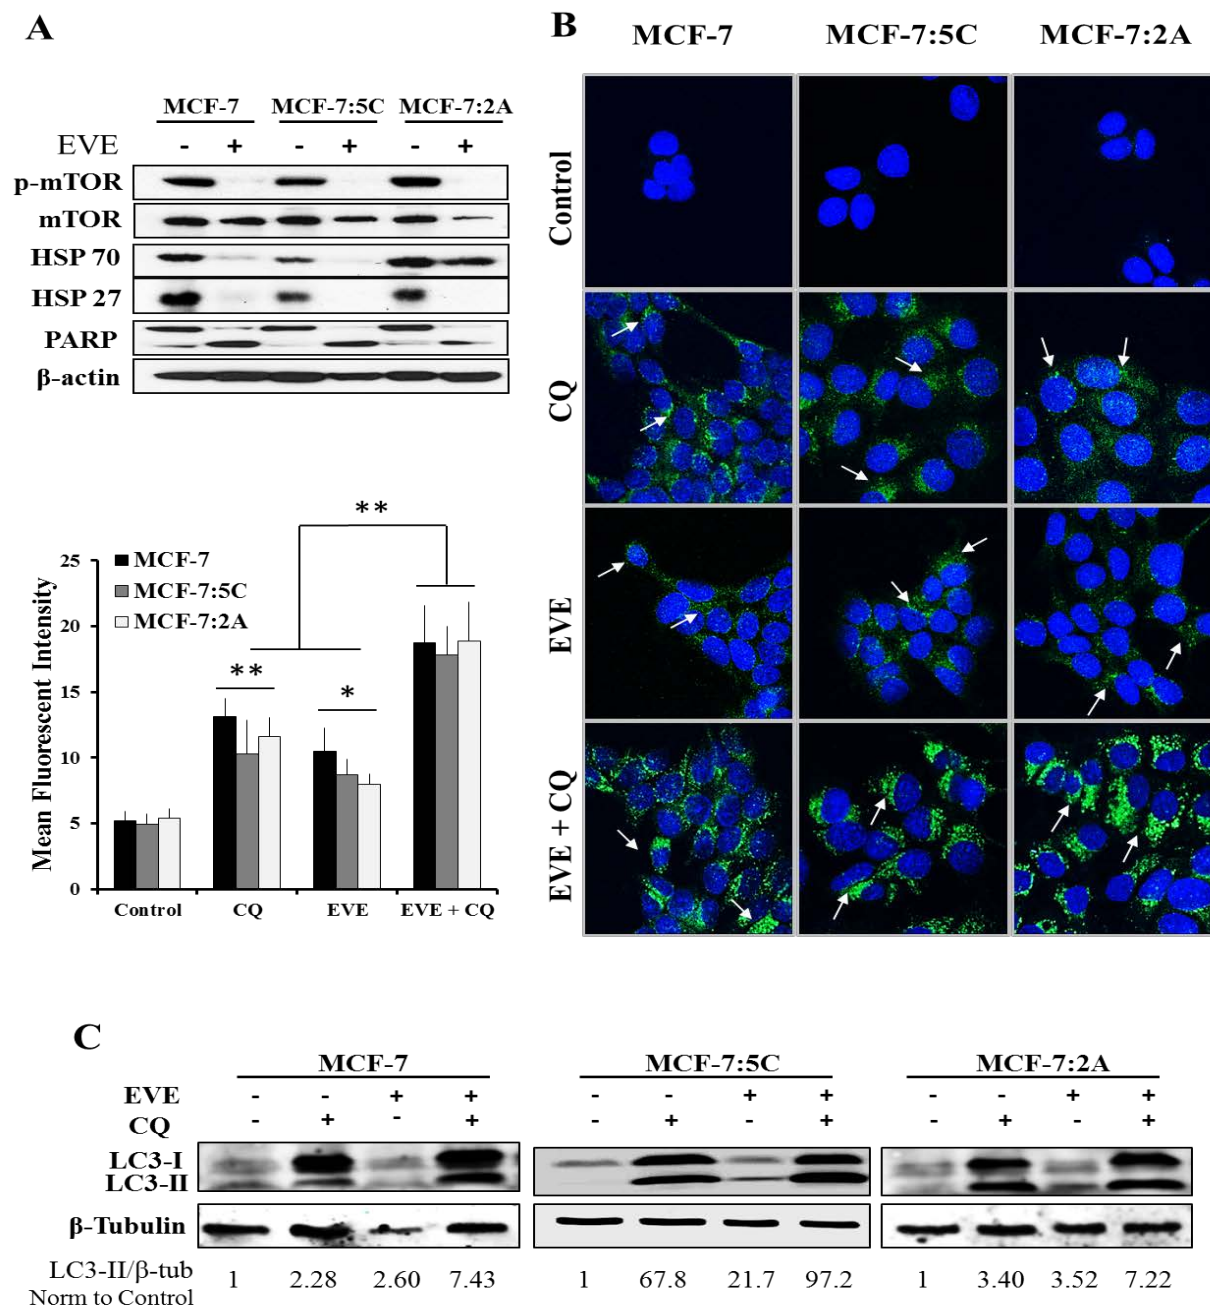 A
MCF-7 MCF-7:5C MCF-7:2A
EVE - + - + - +
p-mTOR
mTOR
HSP 70
HSP 27
PARP
β-actin
**
Mean Fluorescent Intensity
25
20
15
10
5
0
MCF-7
MCF-7:5C
MCF-7:2A
**
*
Control CQ EVE EVE + CQ
B
MCF-7 MCF-7:5C MCF-7:2A
Control
CQ
EVE
EVE + CQ
C
MCF-7 MCF-7:5C MCF-7:2A
EVE - - + + - - + + - - + +
CQ - + - + - + - + - + - +
LC3-I
LC3-II
β-Tubulin
LC3-II/β-tub 1 2.28 2.60 7.43 1 67.8 21.7 97.2 1 3.40 3.52 7.22
Norm to Control